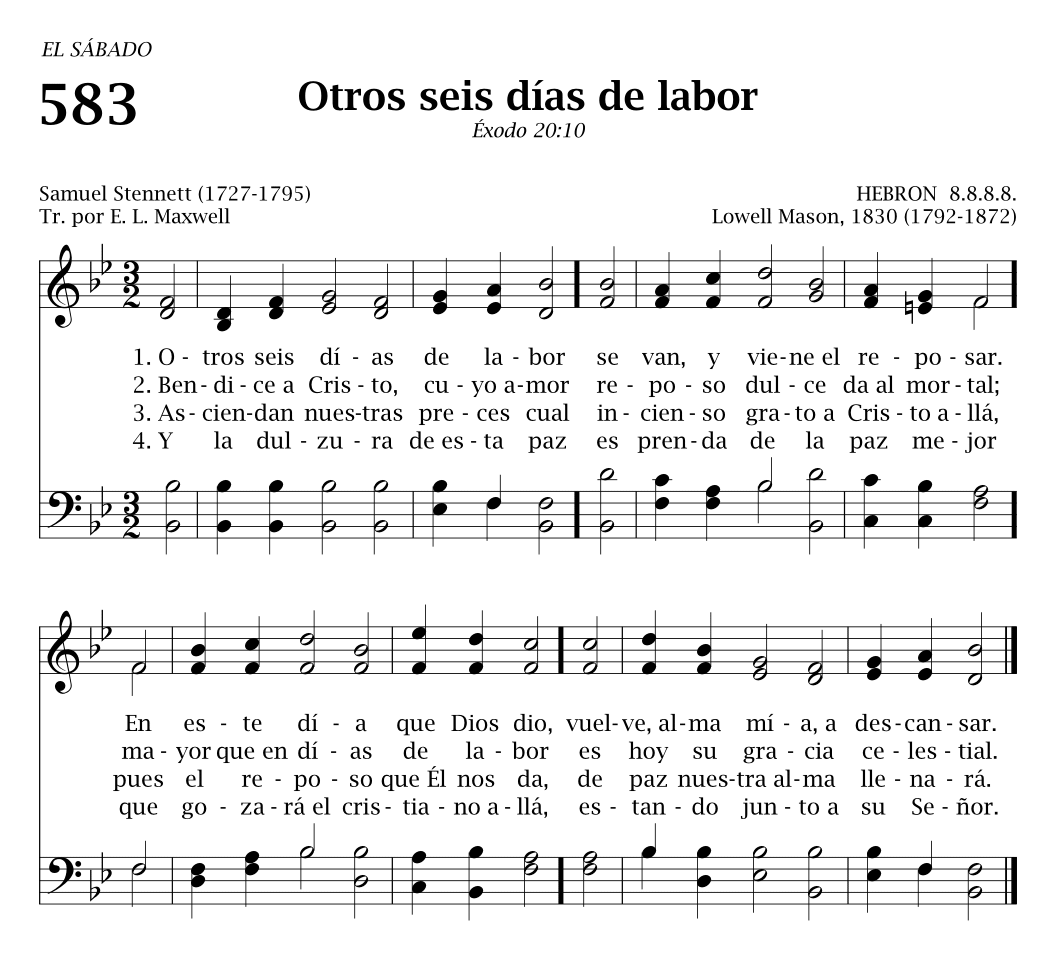 EL SÁBADO
583
Otros seis días de labor
Éxodo 20:10
Samuel Stennett (1727-1795)
HEBRON 8.8.8.8.
Tr. por E. L. Maxwell
Lowell Mason, 1830 (1792-1872)
3
2
1. O - tros seis dí - as de la - bor se van, y vie - ne el re - po - sar.
2. Ben - di - ce a Cris - to, cu - yo a - mor re - po - so dul - ce da al mor - tal;
3. As - cien - dan nues - tras pre - ces cual in - cien - so gra - to a Cris - to a - llá,
4. Y la dul - zu - ra de es - ta paz es pren - da de la paz me - jor
3
2
En es - te dí - a que Dios dio, vuel - ve, al - ma mí - a, a des - can - sar.
ma - yor que en dí - as de la - bor es hoy su gra - cia ce - les - tial.
pues el re - po - so que Él nos da, de paz nues - tra al - ma lle - na - rá.
que go - za - rá el cris - tia - no a - llá, es - tan - do jun - to a su Se - ñor.